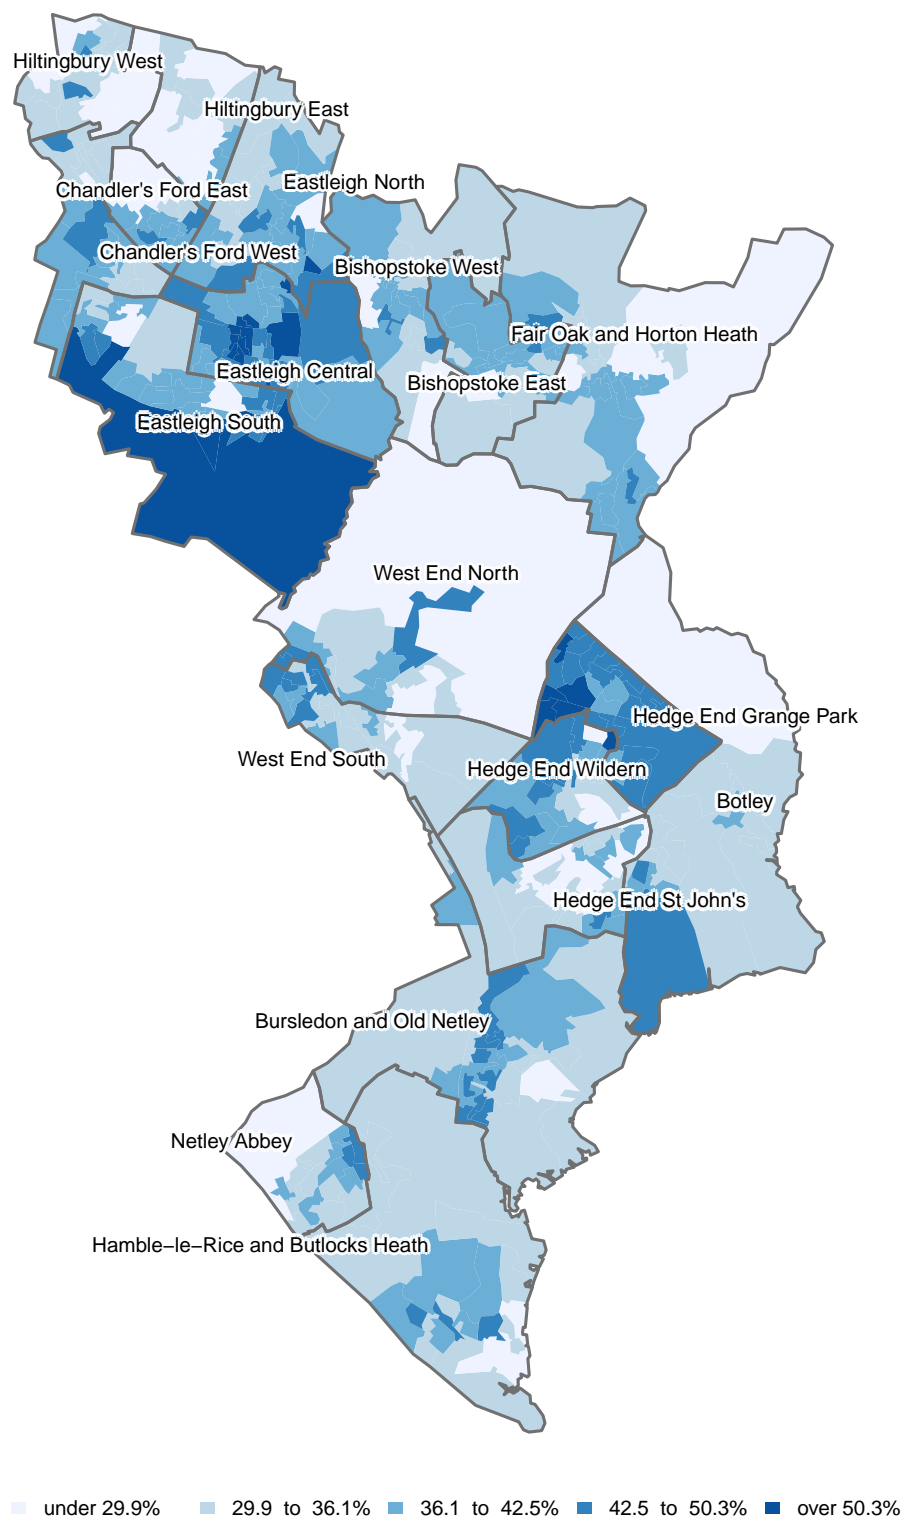 Hiltingbury West
Hiltingbury East
Eastleigh North
Chandler's Ford East
Chandler's Ford West
Bishopstoke West
Fair Oak and Horton Heath
Eastleigh Central
Bishopstoke East
Eastleigh South
West End North
Hedge End Grange Park
West End South
Hedge End Wildern
Botley
Hedge End St John's
Bursledon and Old Netley
Netley Abbey
Hamble−le−Rice and Butlocks Heath
under 29.9% 29.9 to 36.1% 36.1 to 42.5% 42.5 to 50.3% over 50.3%